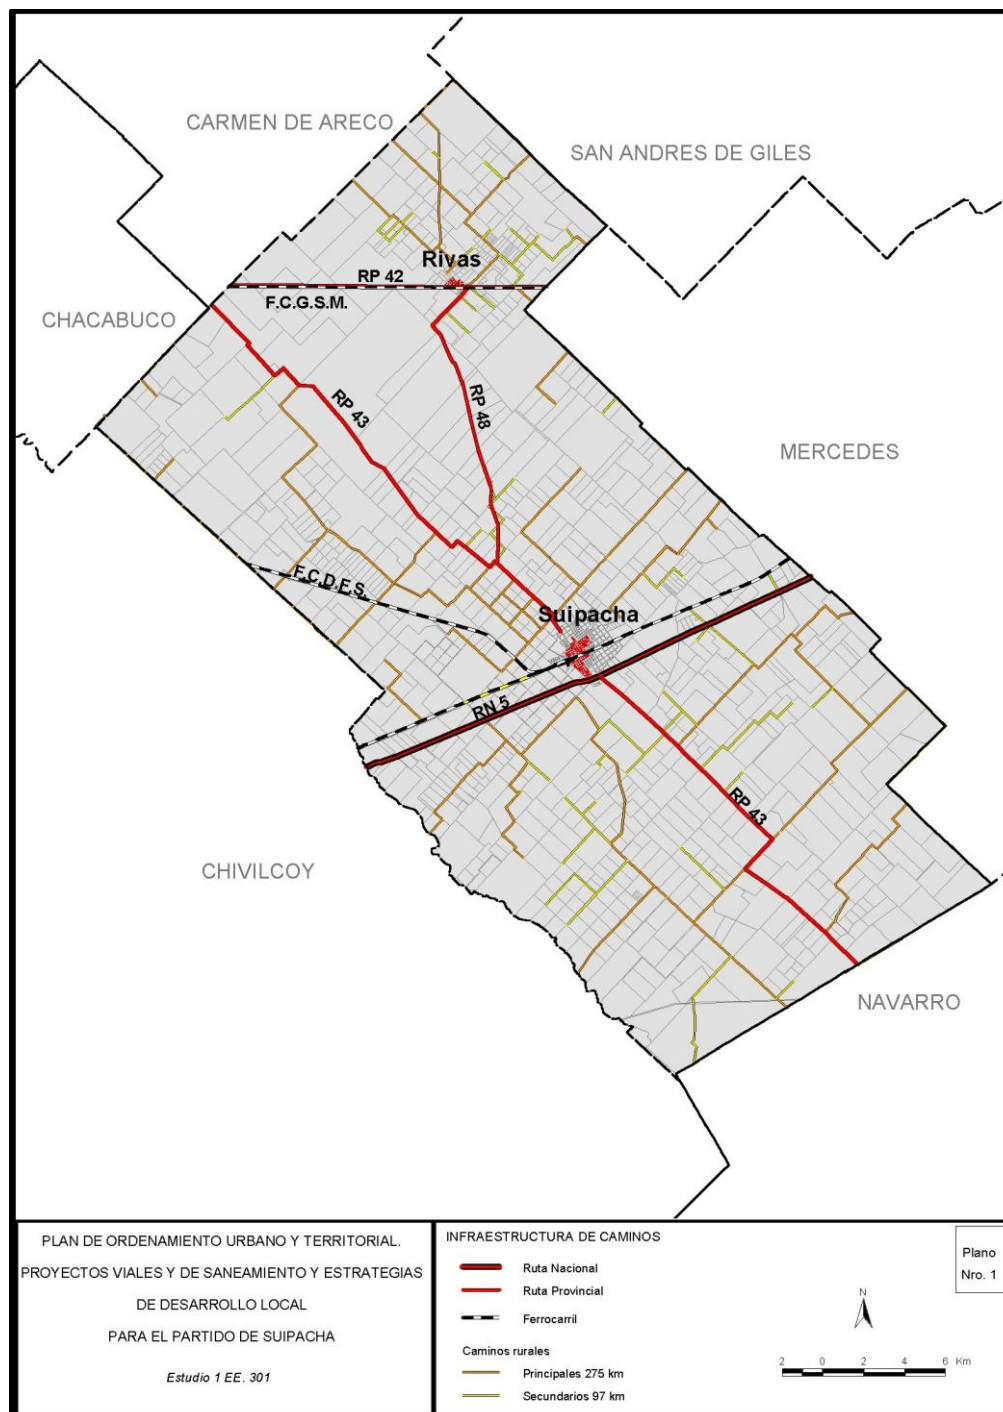 CARMEN DE ARECO
SAN ANDRES DE GILES
Rivas
RP 42
F.C.G.S.M.
CHACABUCO
RP 43
RP 48
MERCEDES
F.C.D.F.S.
Suipacha
RN 5
RP 43
CHIVILCOY
NAVARRO
PLAN DE ORDENAMIENTO URBANO Y TERRITORIAL.
PROYECTOS VIALES Y DE SANEAMIENTO Y ESTRATEGIAS
DE DESARROLLO LOCAL
PARA EL PARTIDO DE SUIPACHA
Estudio 1 EE. 301
INFRAESTRUCTURA DE CAMINOS
Ruta Nacional
Ruta Provincial
Ferrocarril
Caminos rurales
Principales 275 km
Secundarios 97 km
N
2 0 2 4 6 Km
Plano
Nro. 1